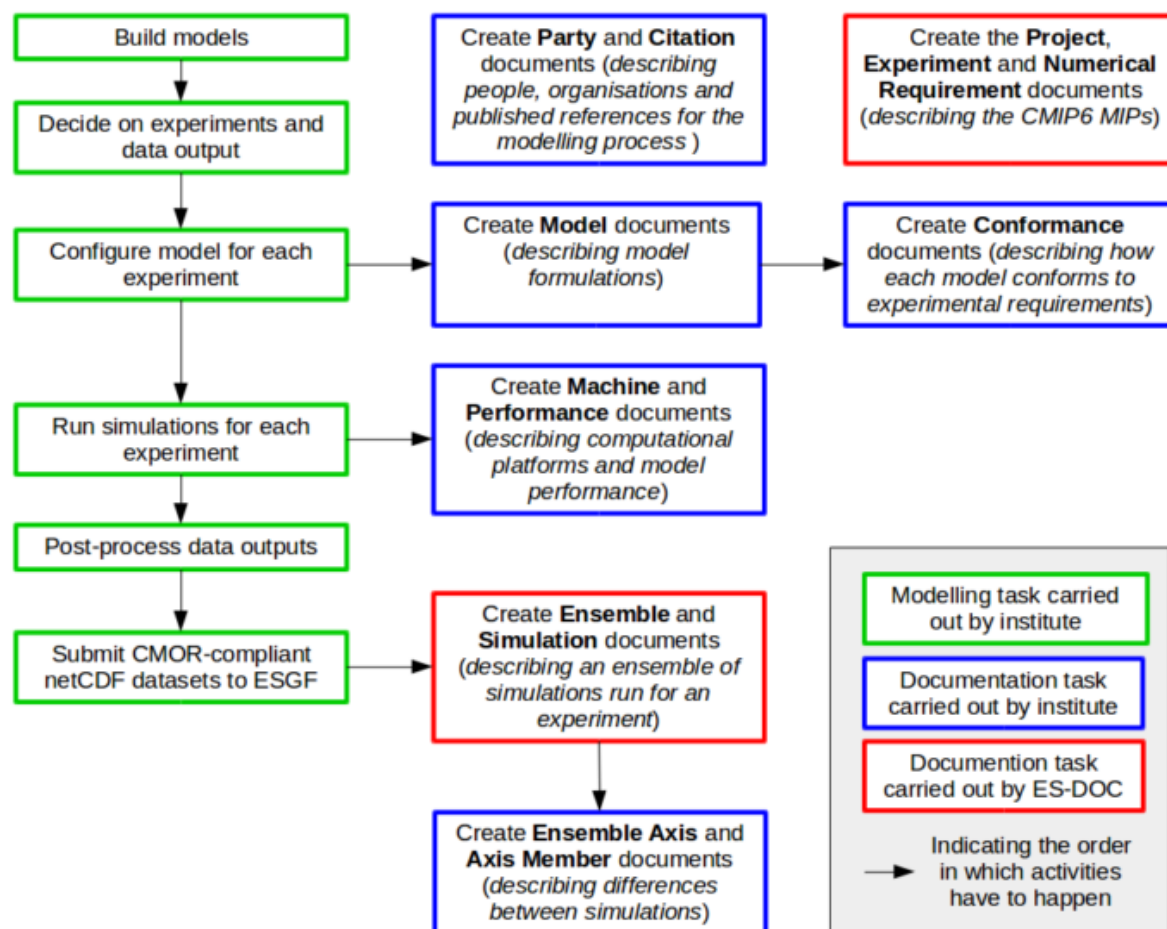 Build models
Decide on experiments and
data output
Configure model for each
experiment
Run simulations for each
experiment
Post-process data outputs
Submit CMOR-compliant
netCDF datasets to ESGF
Create Party and Citation
documents (describing
people, organisations and
published references for the
modelling process )
Create the Project,
Experiment and Numerical
Requirement documents
(describing the CMIP6 MIPs)
Create Model documents
(describing model
formulations)
Create Conformance
documents (describing how
each model conforms to
experimental requirements)
Create Machine and
Performance documents
(describing computational
platforms and model
performance)
Create Ensemble and
Simulation documents
(describing an ensemble of
simulations run for an
experiment)
Create Ensemble Axis and
Axis Member documents
(describing differences
between simulations)
Modelling task carried
out by institute
Documentation task
carried out by institute
Documention task
carried out by ES-DOC
Indicating the order
in which activities
have to happen